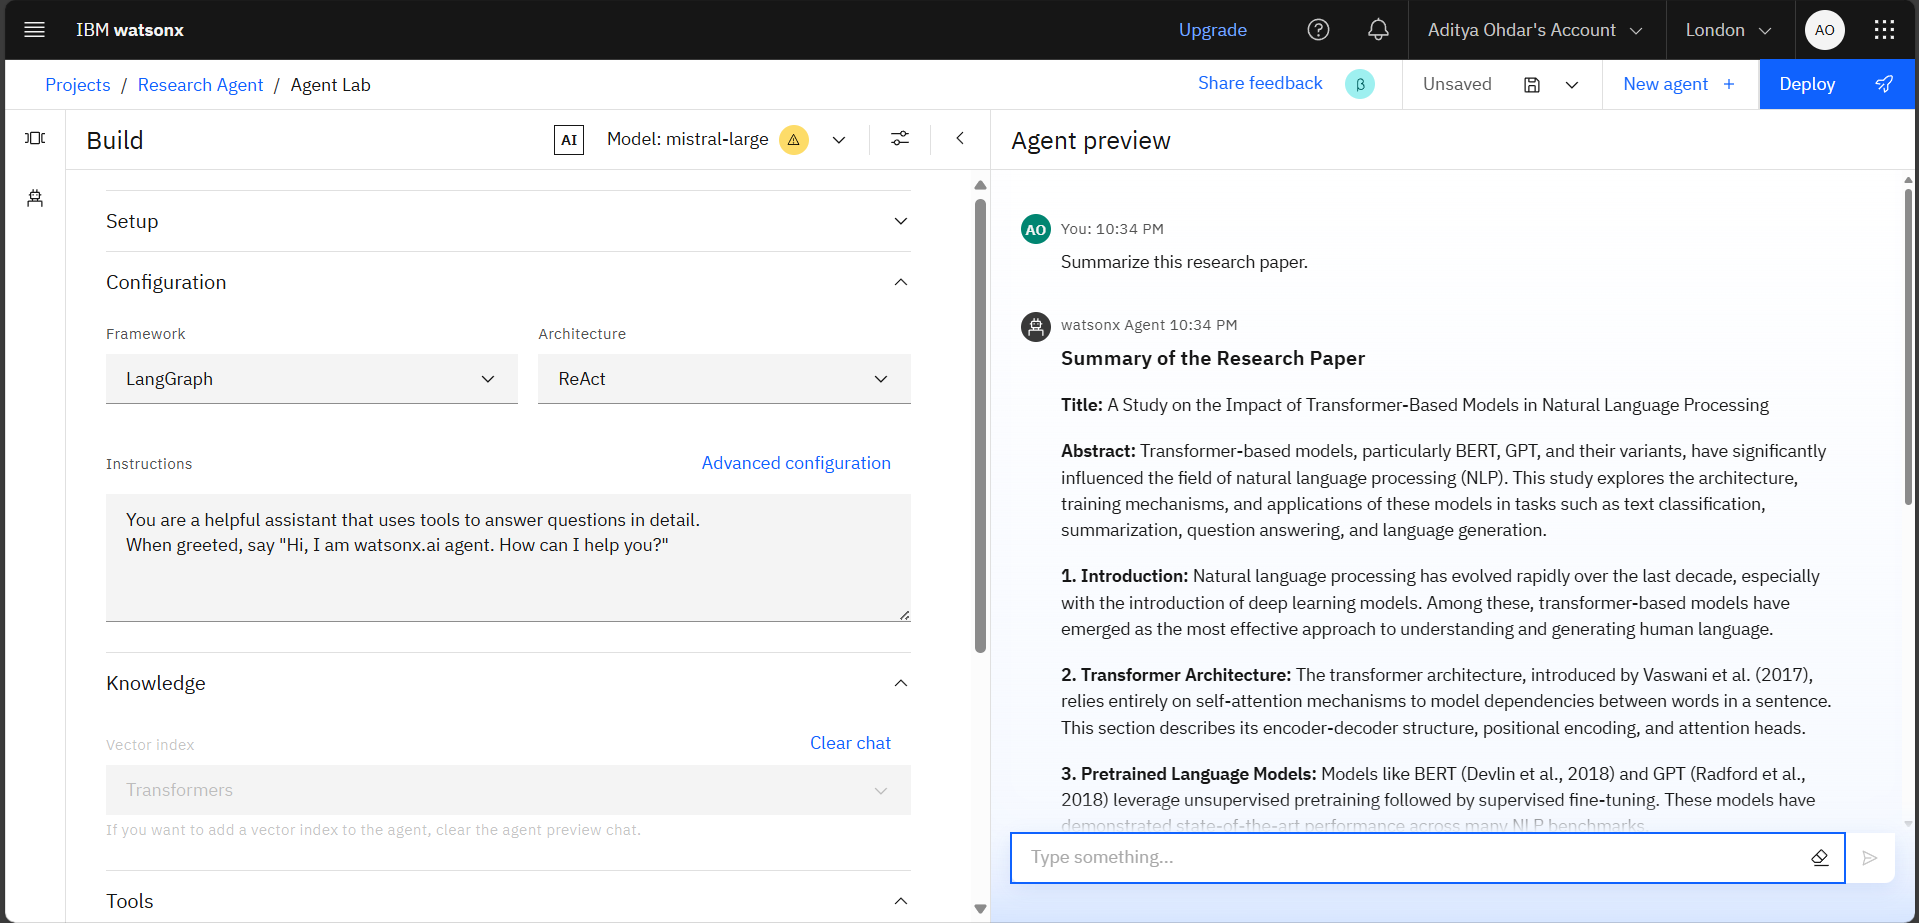 IBM watsonx
Upgrade
Aditya Ohdar's Account
London
AO
Projects / Research Agent / Agent Lab
Share feedback
β
Unsaved
New agent +
Deploy
Build
AI
Model: mistral-large
Agent preview
Setup
Configuration
Framework
Architecture
LangGraph
ReAct
Instructions
Advanced configuration
You are a helpful assistant that uses tools to answer questions in detail.
When greeted, say "Hi, I am watsonx.ai agent. How can I help you?"
Knowledge
Vector index
Clear chat
Transformers
If you want to add a vector index to the agent, clear the agent preview chat.
Tools
AO
You: 10:34 PM
Summarize this research paper.
watsonx Agent 10:34 PM
Summary of the Research Paper
Title: A Study on the Impact of Transformer-Based Models in Natural Language Processing
Abstract: Transformer-based models, particularly BERT, GPT, and their variants, have significantly
influenced the field of natural language processing (NLP). This study explores the architecture,
training mechanisms, and applications of these models in tasks such as text classification,
summarization, question answering, and language generation.
1. Introduction: Natural language processing has evolved rapidly over the last decade, especially
with the introduction of deep learning models. Among these, transformer-based models have
emerged as the most effective approach to understanding and generating human language.
2. Transformer Architecture: The transformer architecture, introduced by Vaswani et al. (2017),
relies entirely on self-attention mechanisms to model dependencies between words in a sentence.
This section describes its encoder-decoder structure, positional encoding, and attention heads.
3. Pretrained Language Models: Models like BERT (Devlin et al., 2018) and GPT (Radford et al.,
2018) leverage unsupervised pretraining followed by supervised fine-tuning. These models have
demonstrated state-of-the-art performance across many NLP benchmarks.
Type something...